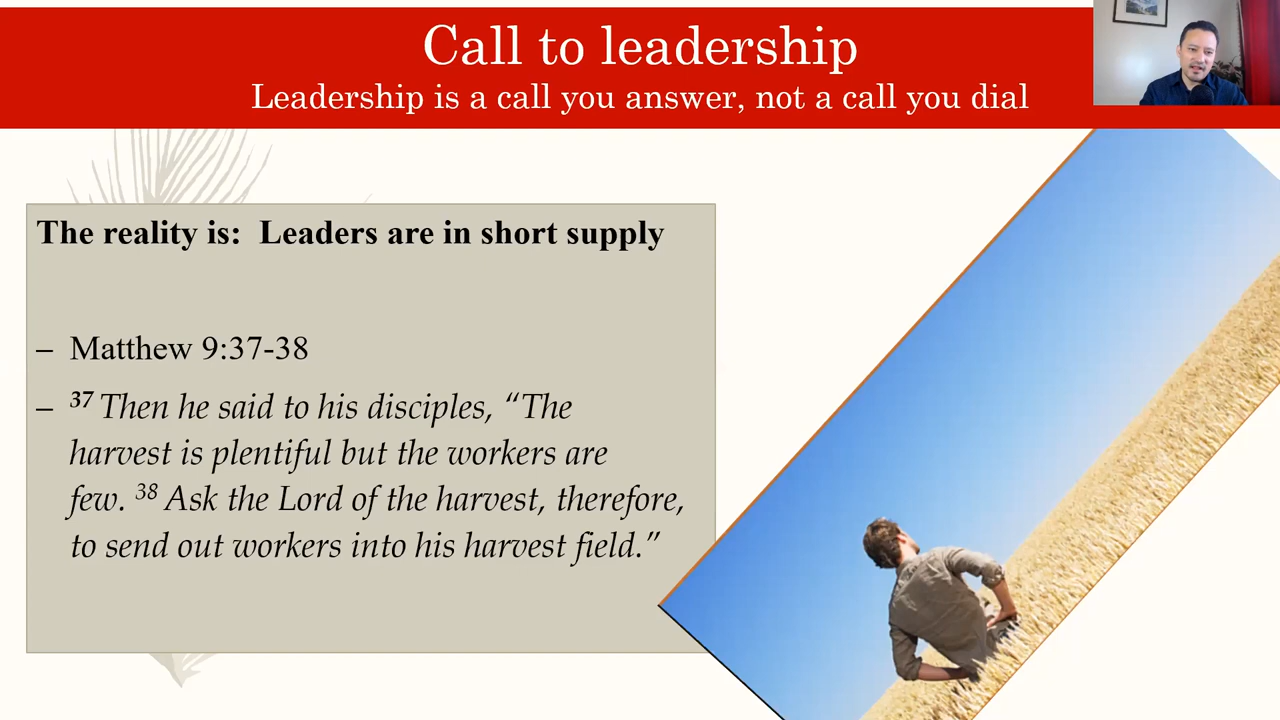 Call to leadership
Leadership is a call you answer, not a call you dial
The reality is:  Leaders are in short supply
– Matthew 9:37-38
– 37 Then he said to his disciples, “The
harvest is plentiful but the workers are
few. 38 Ask the Lord of the harvest, therefore,
to send out workers into his harvest field.”